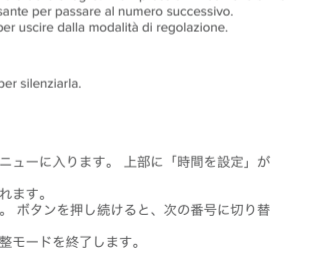 sante per passare al numero successivo.
per uscire dalla modalità di regolazione.
per silenziarla.
ニューに入ります。 上部に「時間を設定」が
れます。
。 ボタンを押し続けると、次の番号に切り替
整モードを終了します。